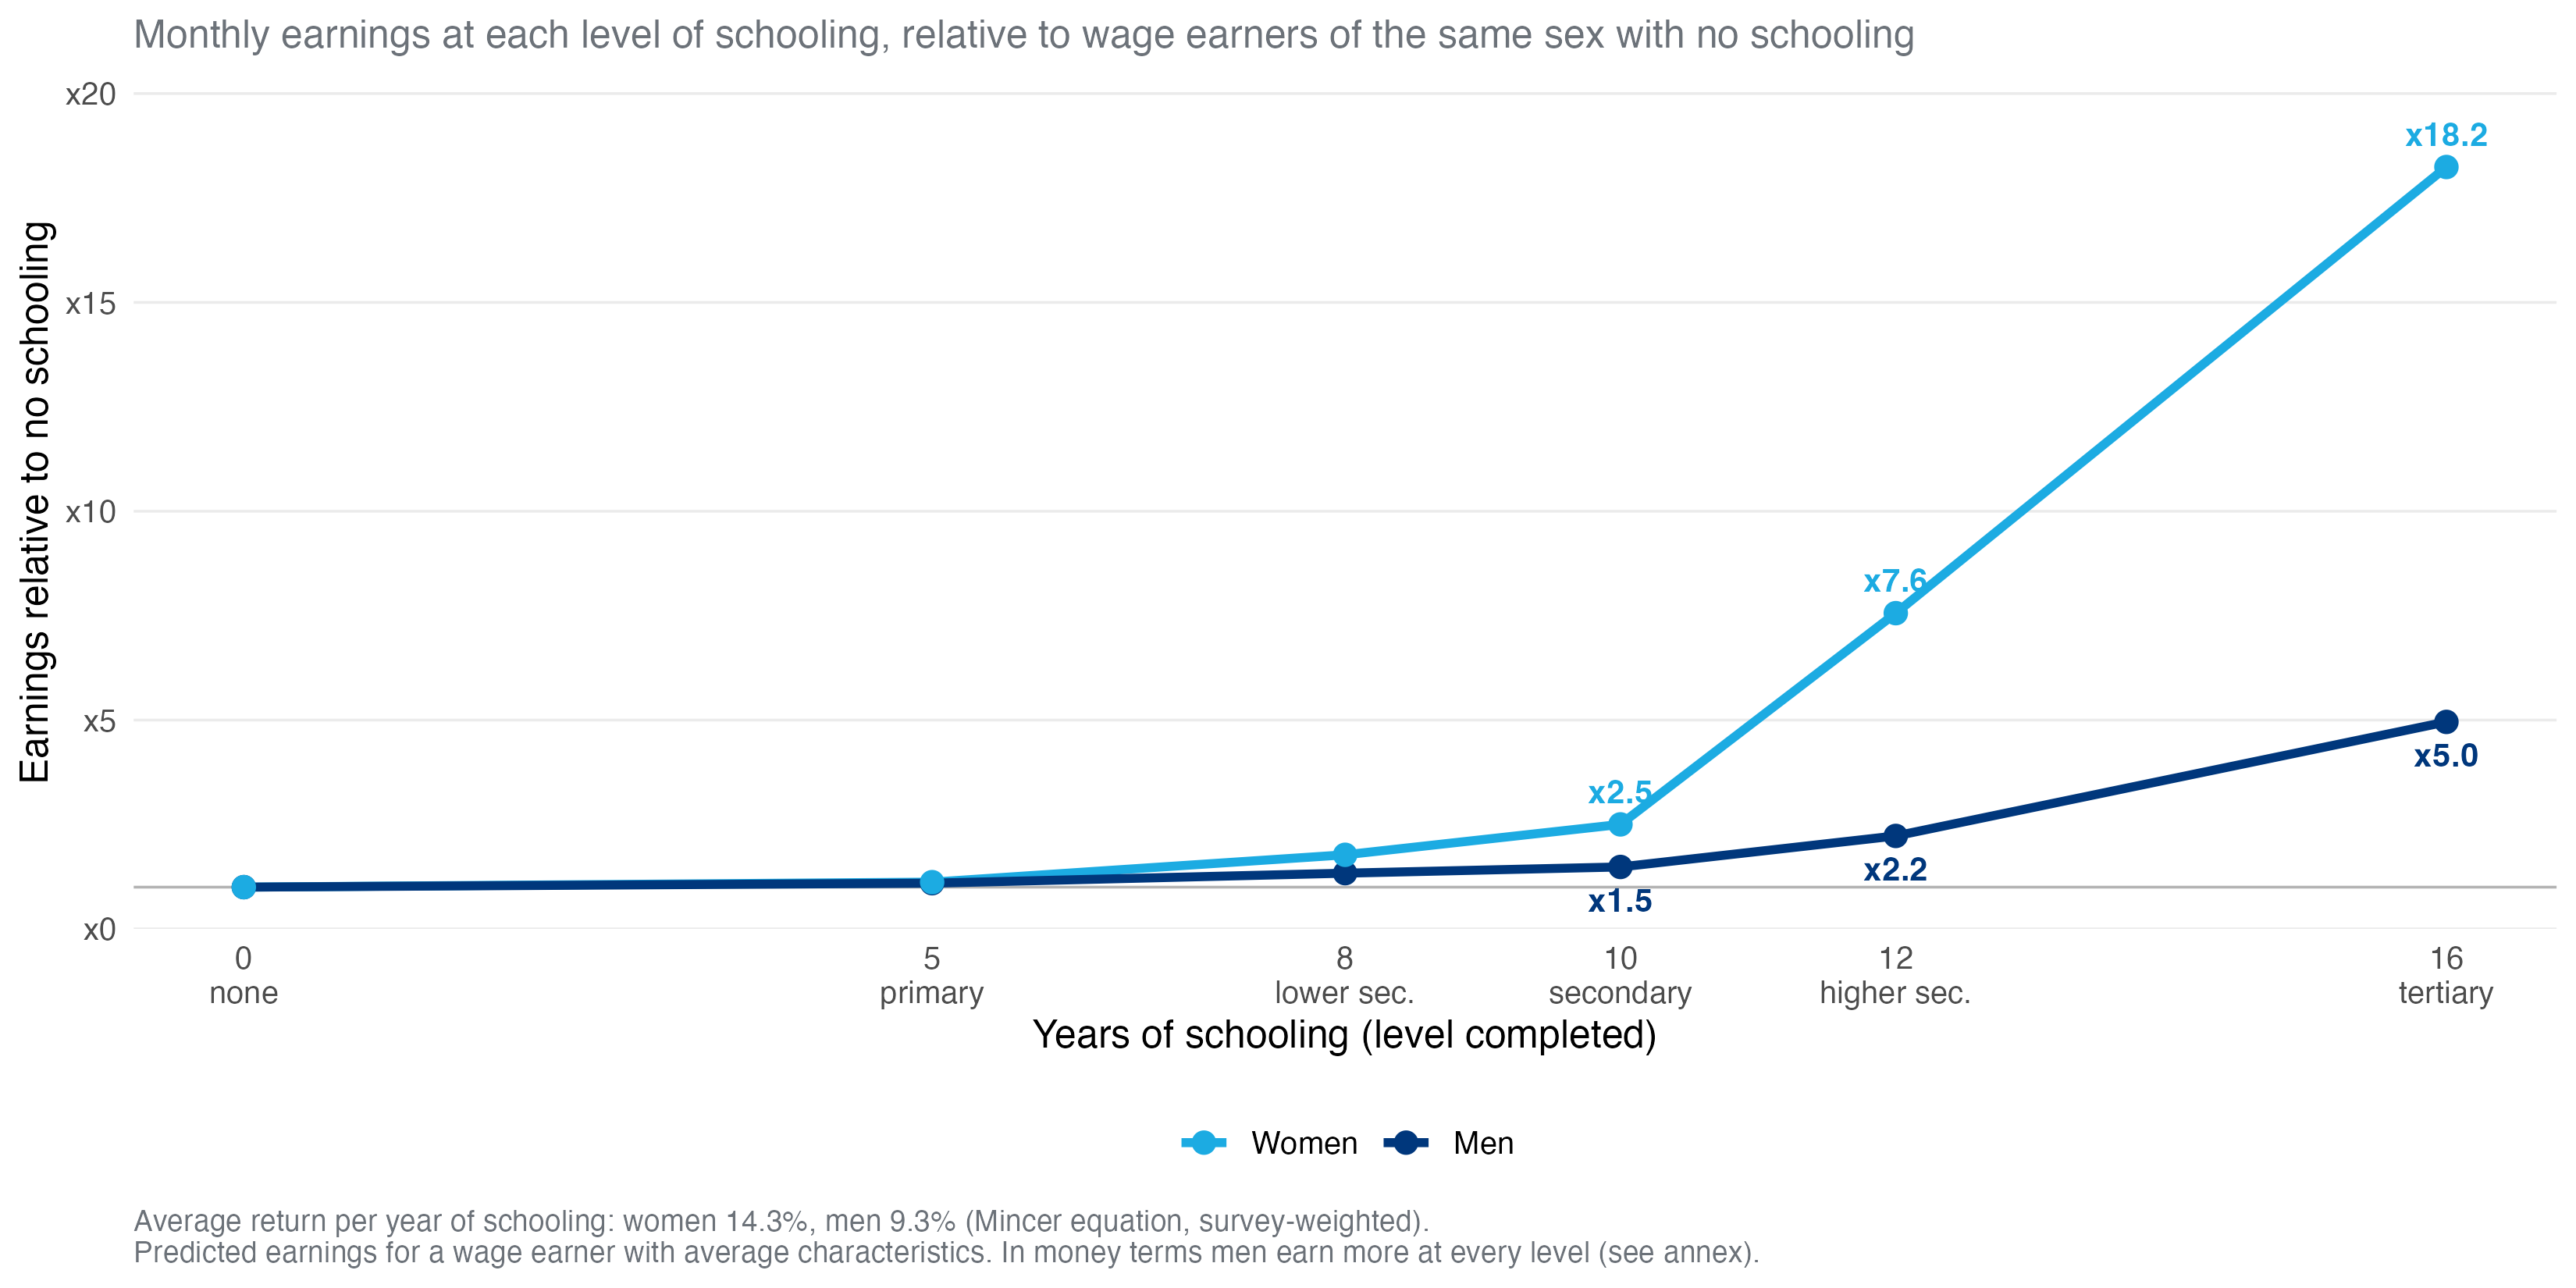 Monthly earnings at each level of schooling, relative to wage earners of the same sex with no schooling
Earnings relative to no schooling
x20
x15
x10
x5
x0
x18.2
x7.6
x2.5
x5.0
x2.2
x1.5
0
none
5
primary
8
lower sec.
10
secondary
12
higher sec.
16
tertiary
Years of schooling (level completed)
Women
Men
Average return per year of schooling: women 14.3%, men 9.3% (Mincer equation, survey-weighted).
Predicted earnings for a wage earner with average characteristics. In money terms men earn more at every level (see annex).